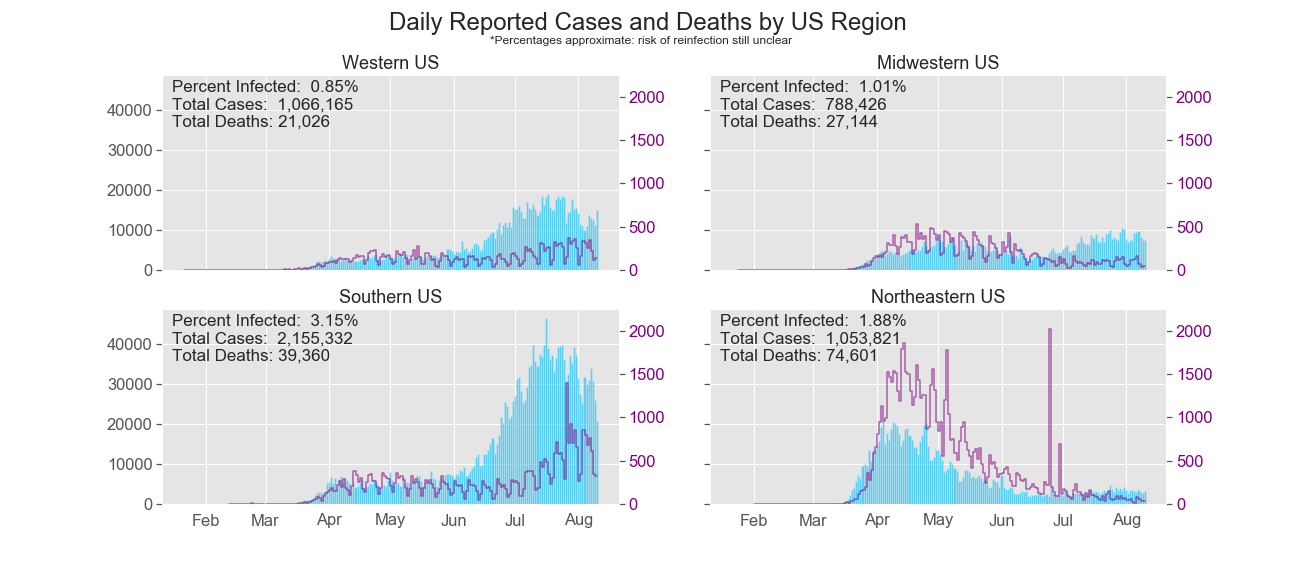 Daily Reported Cases and Deaths by US Region
*Percentages approximate: risk of reinfection still unclear
Western US
Percent Infected:  0.85%
Total Cases:  1,066,165
Total Deaths: 21,026
40000
30000
20000
10000
0
2000
1500
1000
500
0
Midwestern US
Percent Infected:  1.01%
Total Cases:  788,426
Total Deaths: 27,144
2000
1500
1000
500
0
Southern US
Percent Infected:  3.15%
Total Cases:  2,155,332
Total Deaths: 39,360
40000
30000
20000
10000
0
2000
1500
1000
500
0
Feb Mar Apr May Jun Jul Aug
Northeastern US
Percent Infected:  1.88%
Total Cases:  1,053,821
Total Deaths: 74,601
2000
1500
1000
500
0
Feb Mar Apr May Jun Jul Aug